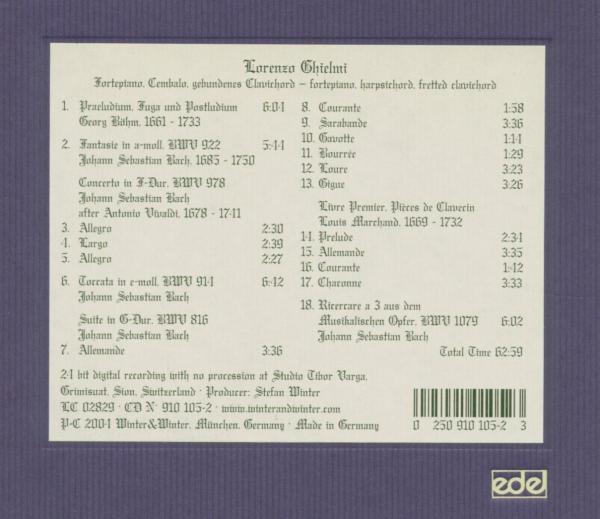 Lorenzo Ghielmi
Fortepiano, Cembalo, gebundenes Clavichord – fortepiano, harpsichord, fretted clavichord
1. Praeludium, Fuga und Postludium 6:04
Georg Böhm, 1661 - 1733
2. Fantasie in a-moll, BWV 922 5:44
Johann Sebastian Bach, 1685 - 1750
Concerto in F-Dur, BWV 978
Johann Sebastian Bach
after Antonio Vivaldi, 1678 - 1741
3. Allegro 2:30
4. Largo 2:39
5. Allegro 2:27
6. Toccata in e-moll, BWV 914 6:42
Johann Sebastian Bach
Suite in G-Dur, BWV 816
Johann Sebastian Bach
7. Allemande 3:36
8. Courante 1:58
9. Sarabande 3:36
10. Gavotte 1:14
11. Bourrée 1:29
12. Loure 3:23
13. Gigue 3:26
Livre Premier, Pièces de Clavecin
Louis Marchand, 1669 - 1732
14. Prelude 2:34
15. Allemande 3:35
16. Courante 1:42
17. Chaconne 3:33
18. Ricercare a 3 aus dem
Musikalischen Opfer, BWV 1079 6:02
Johann Sebastian Bach
Total Time 62:59
24 bit digital recording with no procession at Studio Tibor Varga,
Grimisuat, Sion, Switzerland · Producer: Stefan Winter
LC 02829 · CD N° 910 105-2 · www.winterandwinter.com
P+C 2004 Winter&Winter, München, Germany · Made in Germany
0 250 910 105-2 3
edel